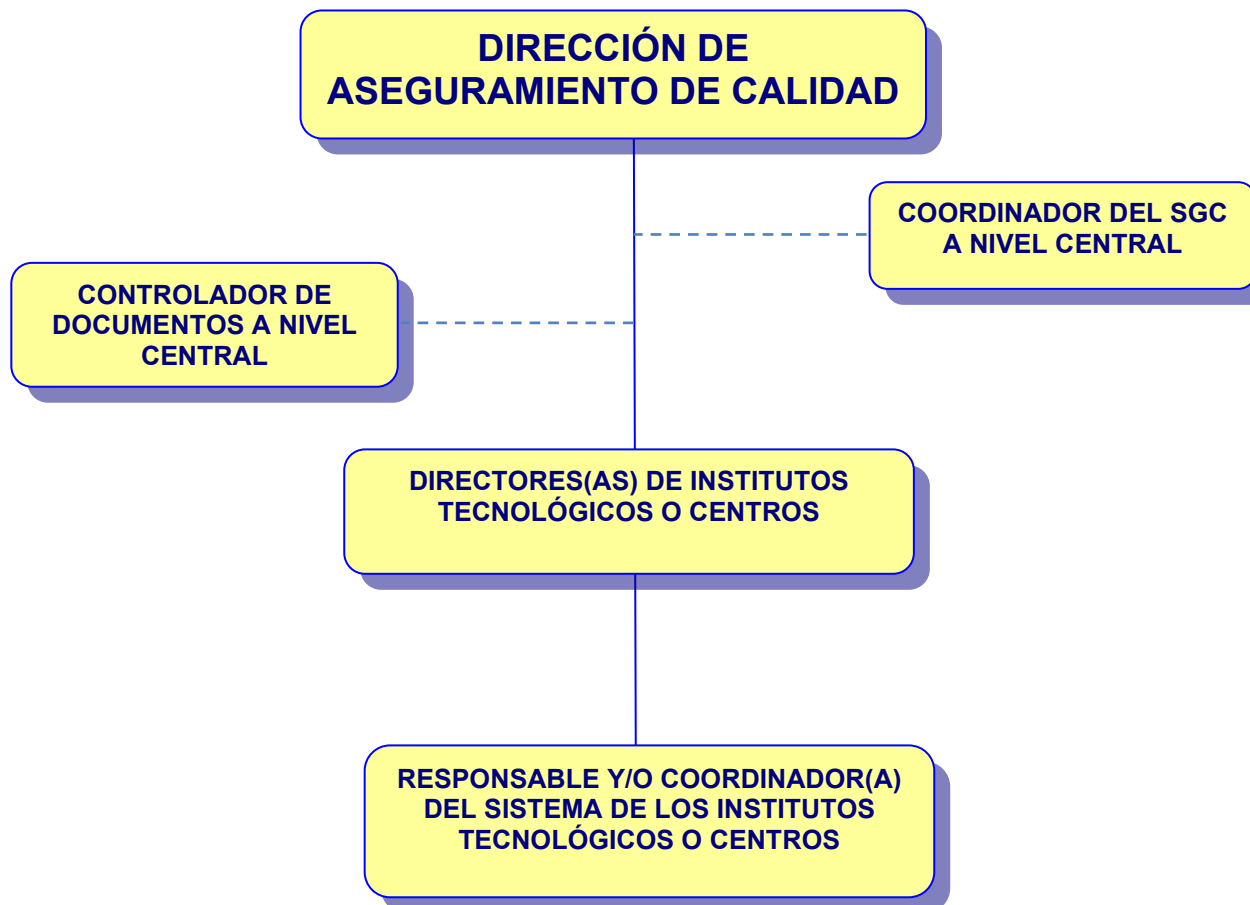 DIRECCIÓN DE
ASEGURAMIENTO DE CALIDAD
COORDINADOR DEL SGC
A NIVEL CENTRAL
CONTROLADOR DE
DOCUMENTOS A NIVEL
CENTRAL
DIRECTORES(AS) DE INSTITUTOS
TECNOLÓGICOS O CENTROS
RESPONSABLE Y/O COORDINADOR(A)
DEL SISTEMA DE LOS INSTITUTOS
TECNOLÓGICOS O CENTROS